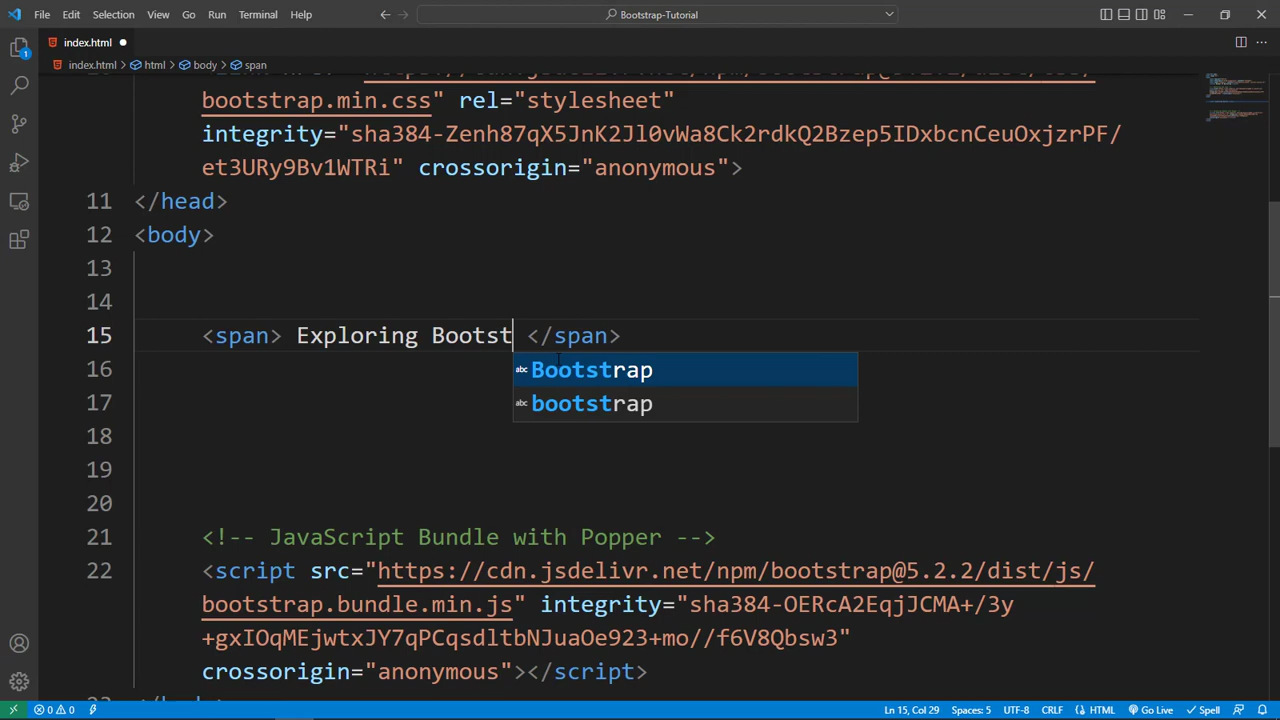 File Edit Selection View Go Run Terminal Help
Bootstrap-Tutorial
index.html
index.html > html > body > span
bootstrap.min.css" rel="stylesheet"
integrity="sha384-Zenh87qX5JnK2Jl0vWa8Ck2rdkQ2Bzep5IDxbcnCeuOxjzrPF/
et3URy9Bv1WTRi" crossorigin="anonymous">
11 </head>
12 <body>
13
14
15 <span> Exploring Bootst </span>
abc Bootstrap
16
abc bootstrap
17
18
19
20
21 <!-- JavaScript Bundle with Popper -->
22 <script src="https://cdn.jsdelivr.net/npm/bootstrap@5.2.2/dist/js/
bootstrap.bundle.min.js" integrity="sha384-OERcA2EqjJCMA+/3y
+gxIOqMEjwtxJY7qPCqsdltbNJuaOe923+mo//f6V8Qbsw3"
crossorigin="anonymous"></script>
1
0 0 Ln 15, Col 29 Spaces: 5 UTF-8 CRLF HTML Go Live Spell